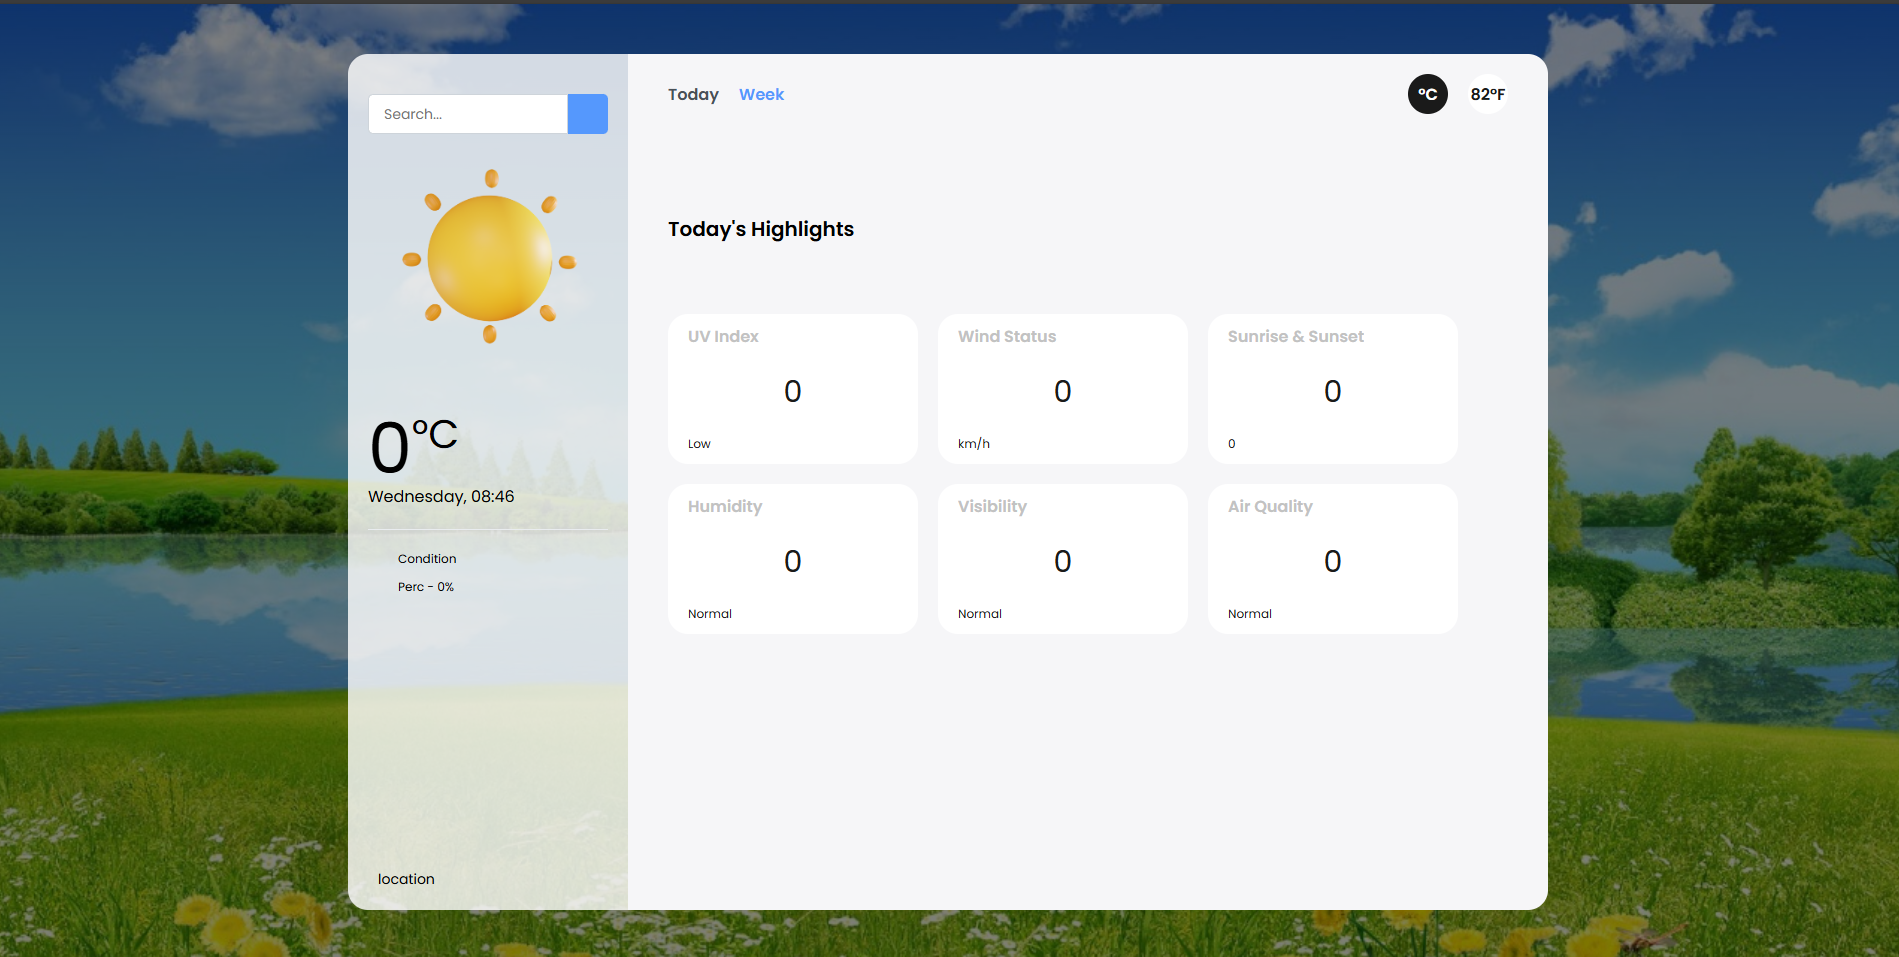 Search...
0°C
Wednesday, 08:46
Condition
Perc - 0%
location
Today Week
°C 82°F
Today's Highlights
UV Index
0
Low
Wind Status
0
km/h
Sunrise & Sunset
0
0
Humidity
0
Normal
Visibility
0
Normal
Air Quality
0
Normal